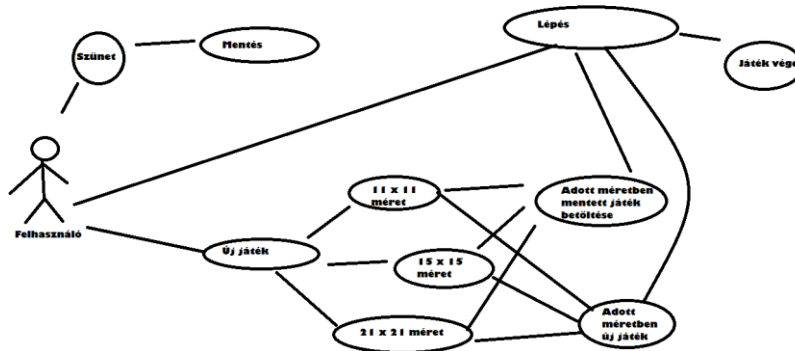 Szünet
Mentés
Lépés
Játék vége
Felhasználó
Új játék
11 x 11
méret
15 x 15
méret
21 x 21 méret
Adott méretben
mentett játék
betöltése
Adott
méretben
új játék